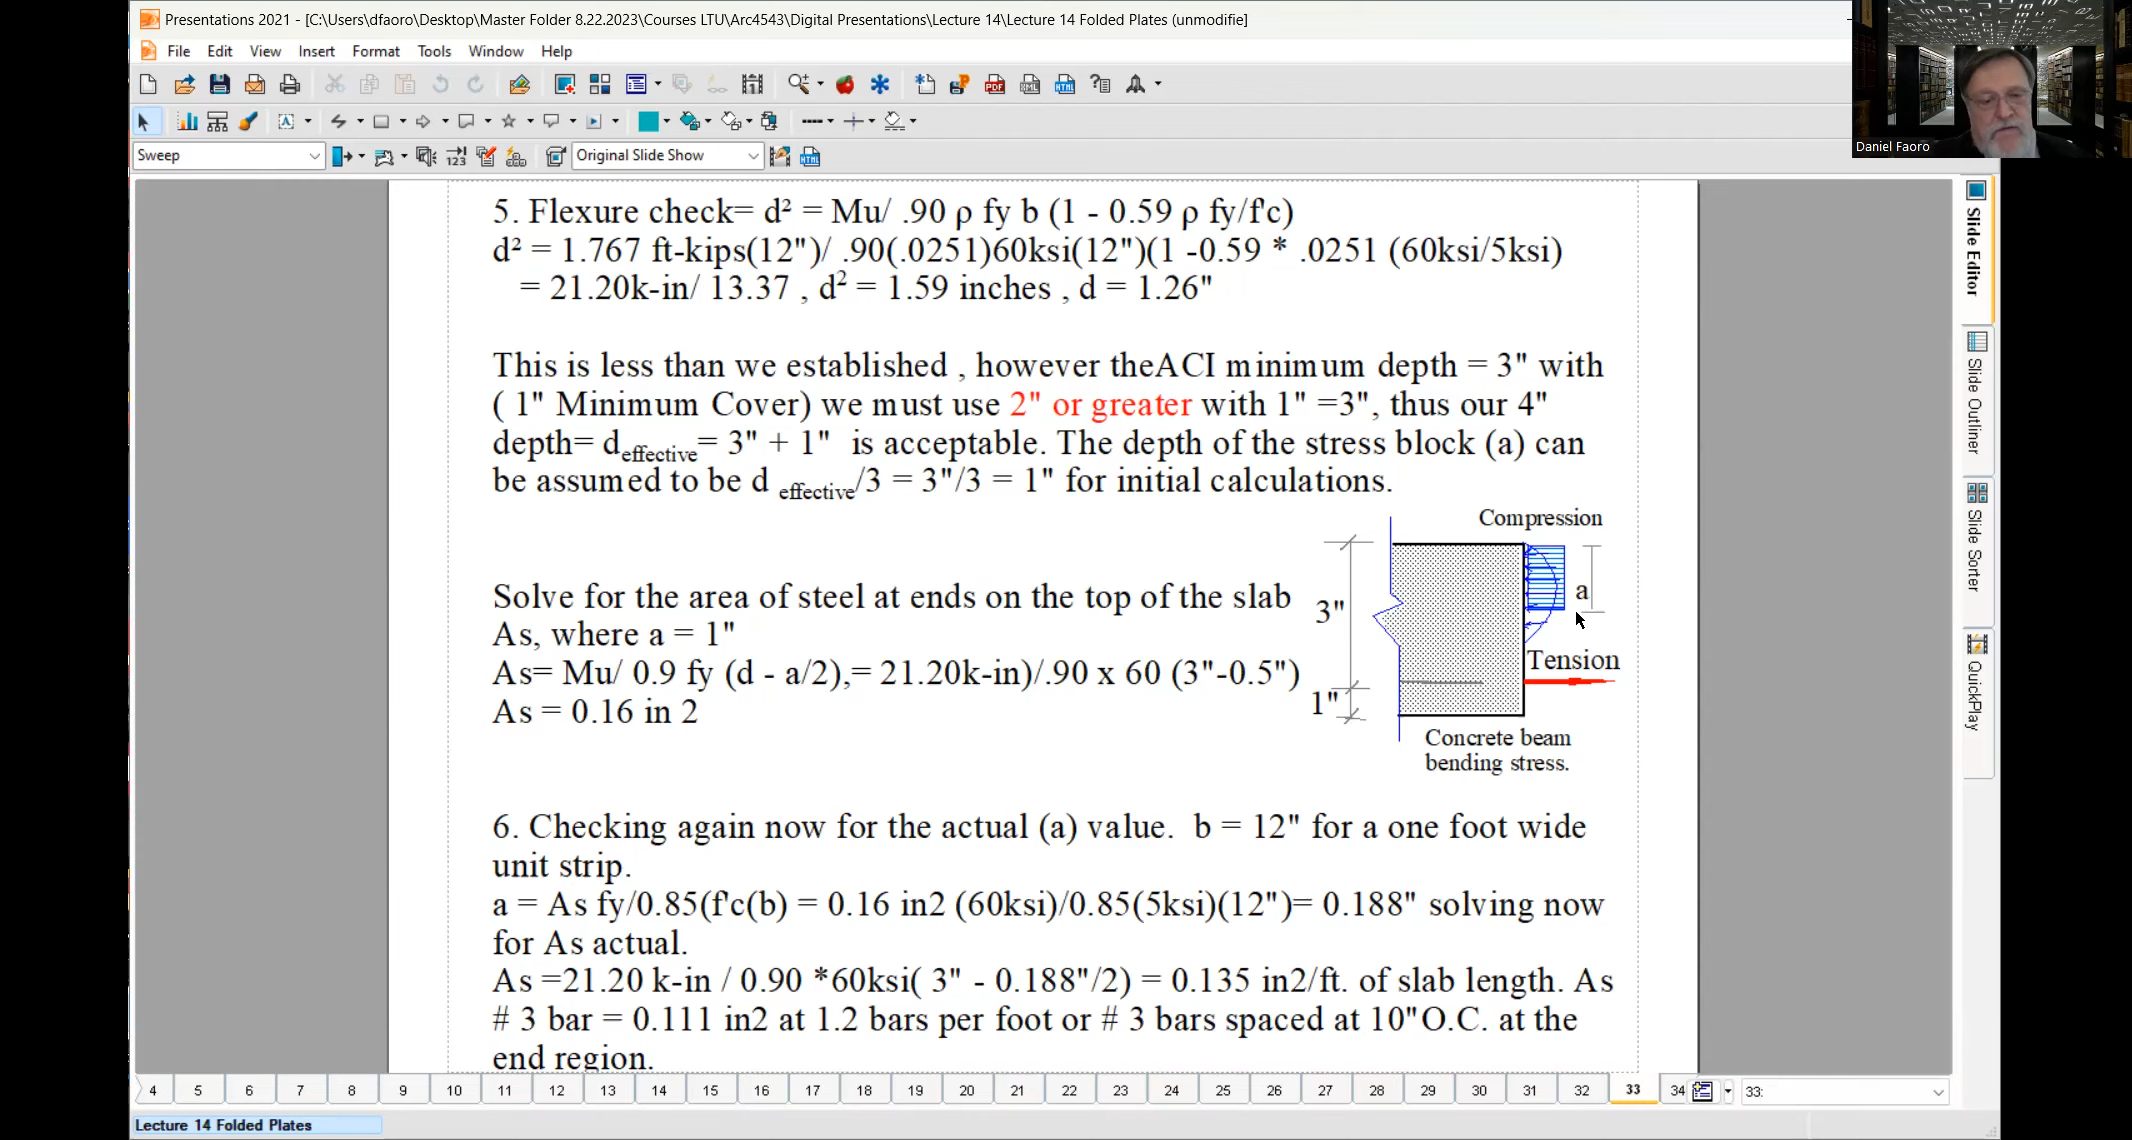 Presentations 2021 - [C:\Users\dfaoro\Desktop\Master Folder 8.22.2023\Courses LTU\Arc4543\Digital Presentations\Lecture 14\Lecture 14 Folded Plates (unmodifie]
File Edit View Insert Format Tools Window Help
Sweep
Original Slide Show
Daniel Faoro
5. Flexure check= d² = Mu/ .90 ρ fy b (1 - 0.59 ρ fy/f'c)
d² = 1.767 ft-kips(12")/ .90(.0251)60ksi(12")(1 -0.59 * .0251 (60ksi/5ksi)
= 21.20k-in/ 13.37 , d² = 1.59 inches , d = 1.26"
This is less than we established , however theACI minimum depth = 3" with
( 1" Minimum Cover) we must use 2" or greater with 1" =3", thus our 4"
depth= d effective= 3" + 1" is acceptable. The depth of the stress block (a) can
be assumed to be d effective/3 = 3"/3 = 1" for initial calculations.
Compression
a
3"
Tension
1"
Concrete beam
bending stress.
Solve for the area of steel at ends on the top of the slab
As, where a = 1"
As= Mu/ 0.9 fy (d - a/2),= 21.20k-in)/.90 x 60 (3"-0.5")
As = 0.16 in 2
6. Checking again now for the actual (a) value. b = 12" for a one foot wide
unit strip.
a = As fy/0.85(f'c(b) = 0.16 in2 (60ksi)/0.85(5ksi)(12")= 0.188" solving now
for As actual.
As =21.20 k-in / 0.90 *60ksi( 3" - 0.188"/2) = 0.135 in2/ft. of slab length. As
# 3 bar = 0.111 in2 at 1.2 bars per foot or # 3 bars spaced at 10"O.C. at the
end region.
Slide Editor
Slide Outliner
Slide Sorter
QuickPlay
4 5 6 7 8 9 10 11 12 13 14 15 16 17 18 19 20 21 22 23 24 25 26 27 28 29 30 31 32 33 34
33:
Lecture 14 Folded Plates